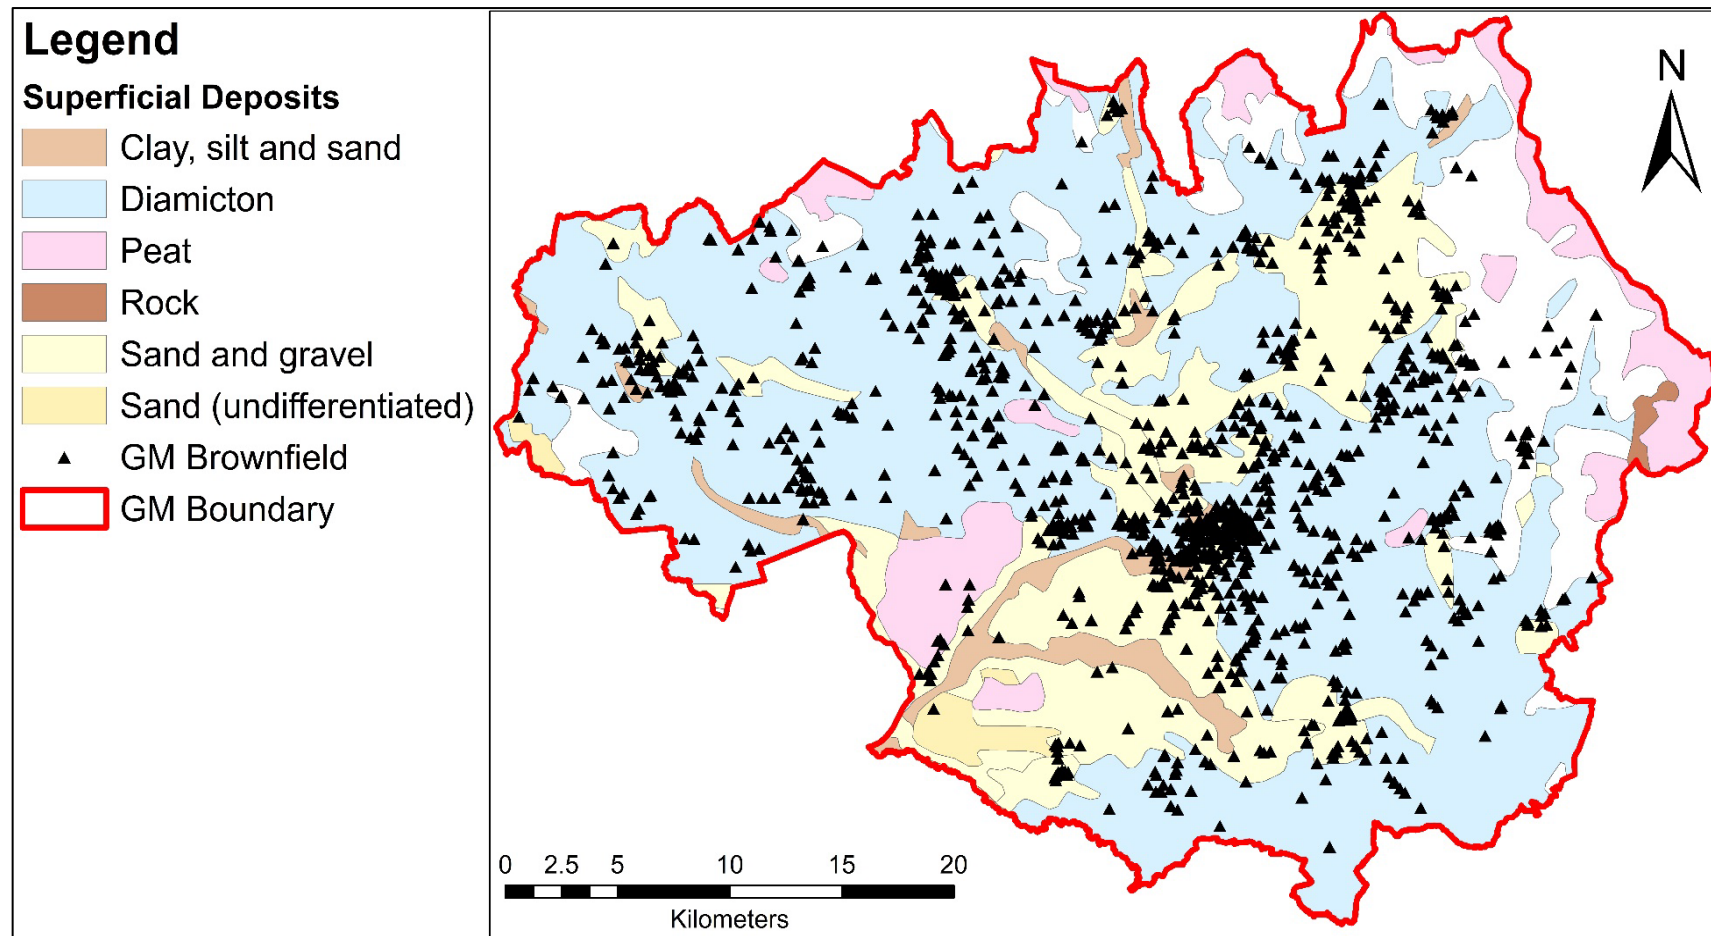 Legend
Superficial Deposits
Clay, silt and sand
Diamicton
Peat
Rock
Sand and gravel
Sand (undifferentiated)
GM Brownfield
GM Boundary
N
0 2.5 5 10 15 20
Kilometers